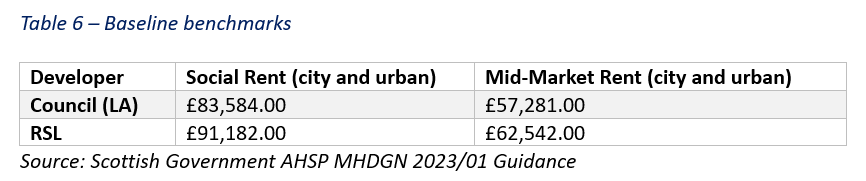 Table 6 – Baseline benchmarks
Developer Social Rent (city and urban) Mid-Market Rent (city and urban)
Council (LA) £83,584.00 £57,281.00
RSL £91,182.00 £62,542.00
Source: Scottish Government AHSP MHDGN 2023/01 Guidance